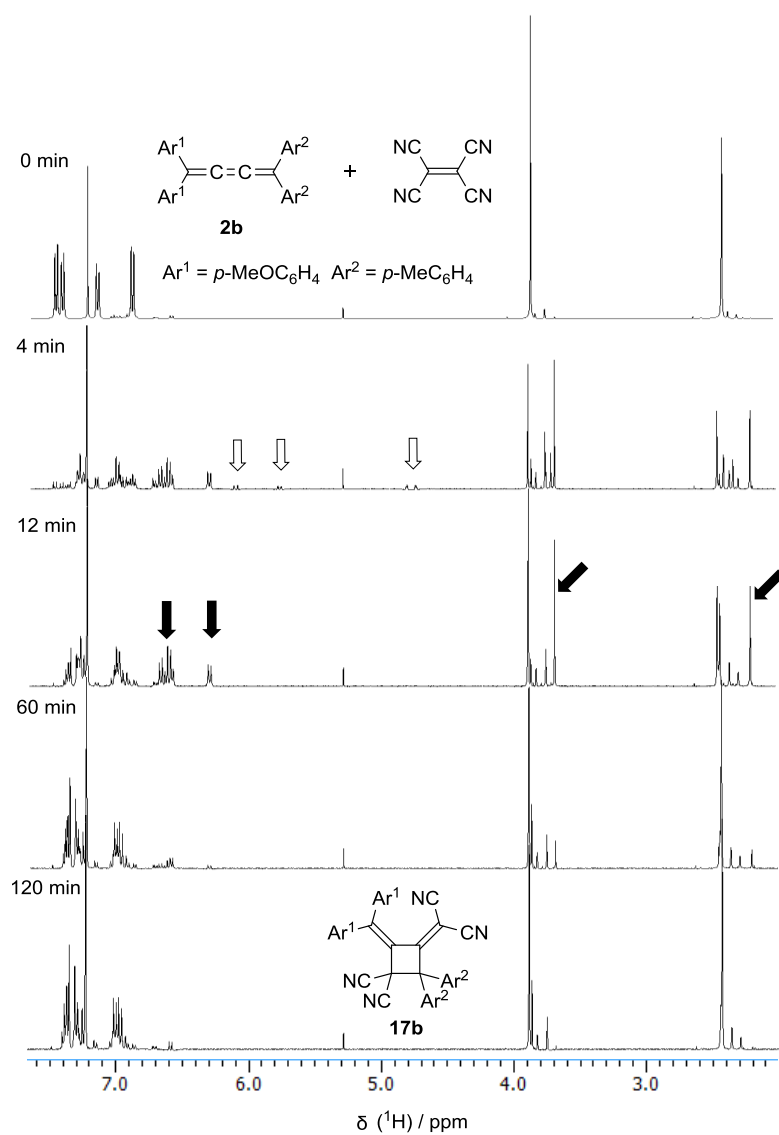 0 min
Ar1 Ar2
C C
Ar1 Ar2
2b
+
NC CN
NC CN
Ar1 = p-MeOC6H4 Ar2 = p-MeC6H4
4 min
12 min
60 min
120 min
Ar1 NC
Ar1 CN
NC Ar2
NC Ar2
17b
7.0 6.0 5.0 4.0 3.0
δ (1H) / ppm